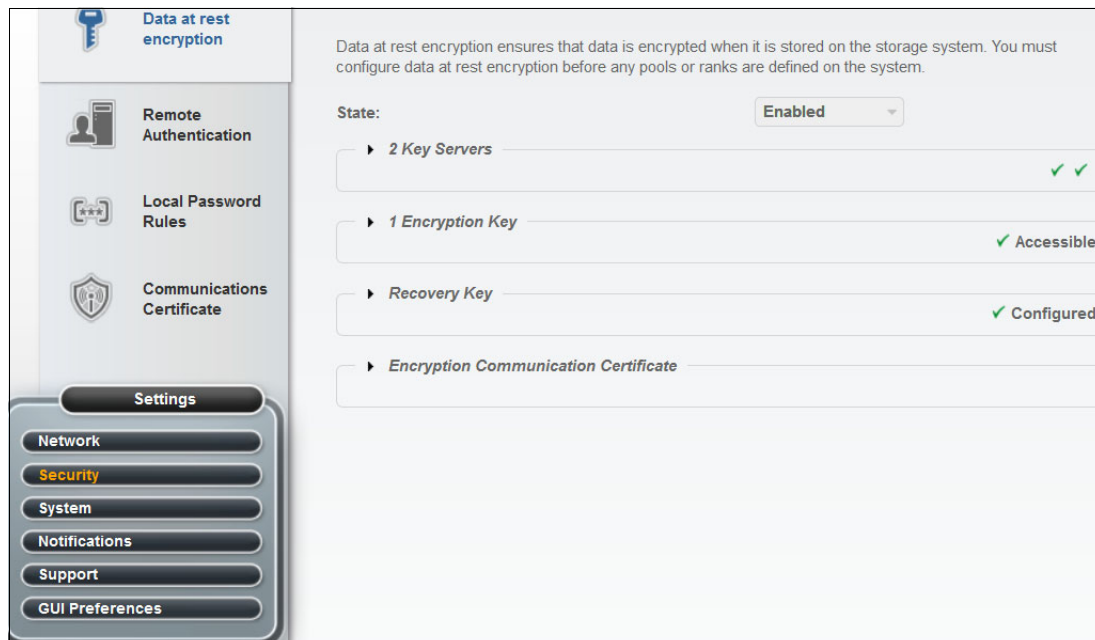 Data at rest
encryption
Remote
Authentication
Local Password
Rules
Communications
Certificate
Settings
Network
Security
System
Notifications
Support
GUI Preferences
Data at rest encryption ensures that data is encrypted when it is stored on the storage system. You must
configure data at rest encryption before any pools or ranks are defined on the system.
State:
Enabled
2 Key Servers
1 Encryption Key
Accessible
Recovery Key
Configured
Encryption Communication Certificate